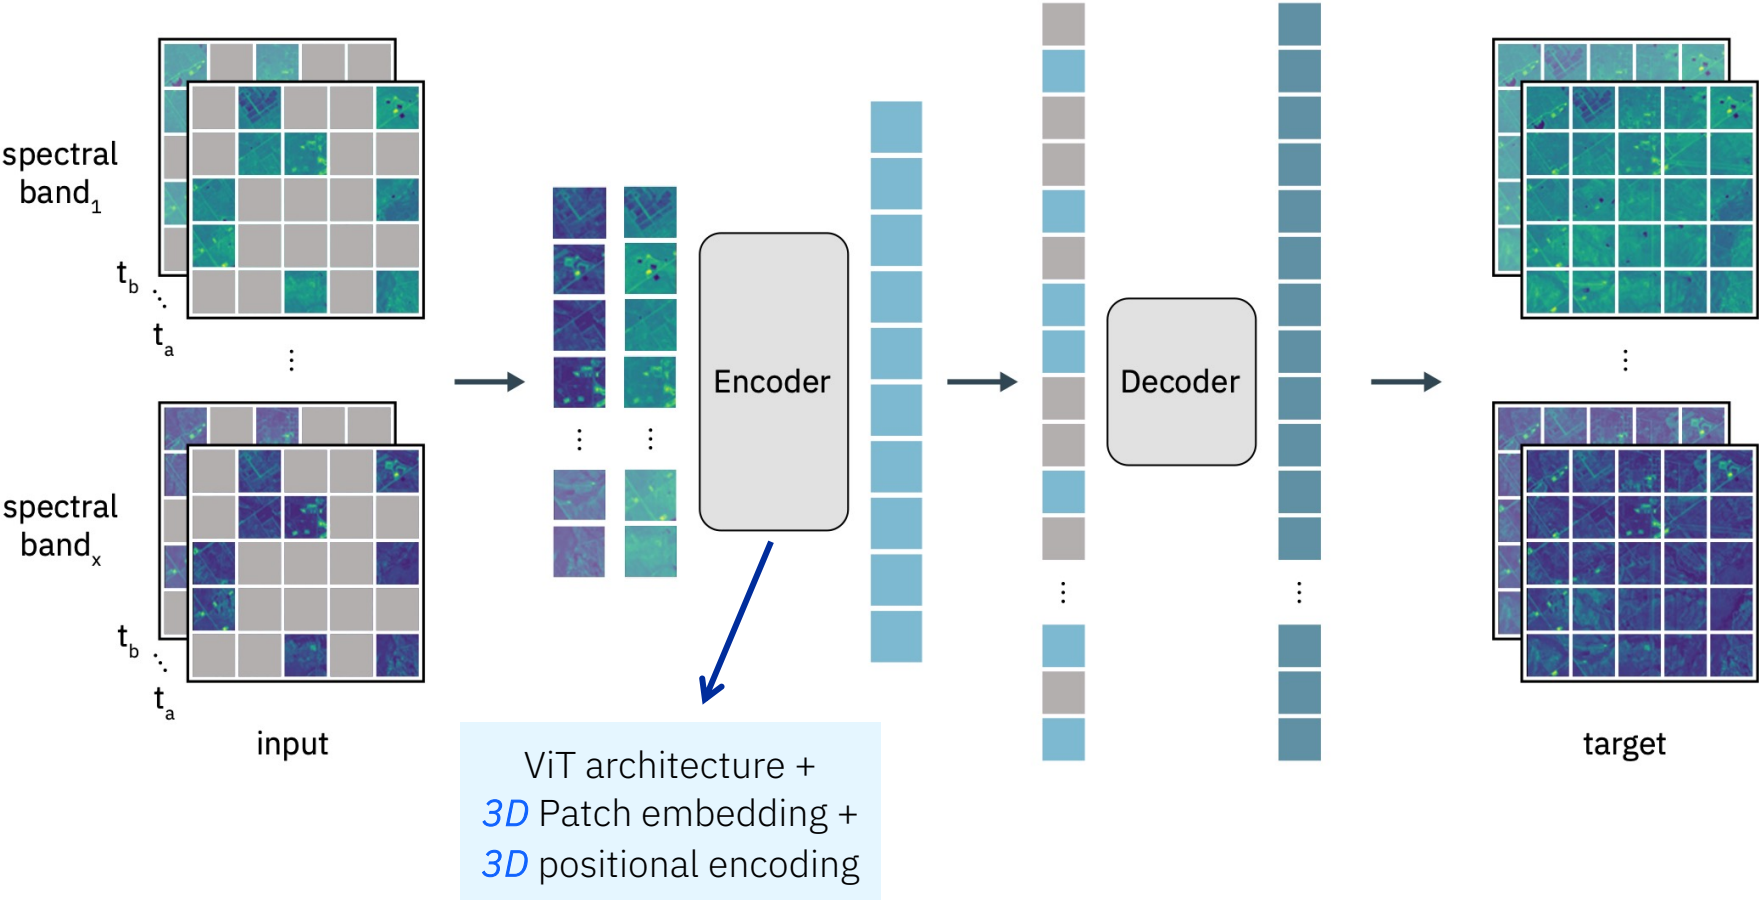 spectral
band1
tb
⋱
ta
⋮
spectral
bandx
tb
⋱
ta
input
⋮ ⋮
Encoder
ViT architecture +
3D Patch embedding +
3D positional encoding
⋮
Decoder
⋮
⋮
target